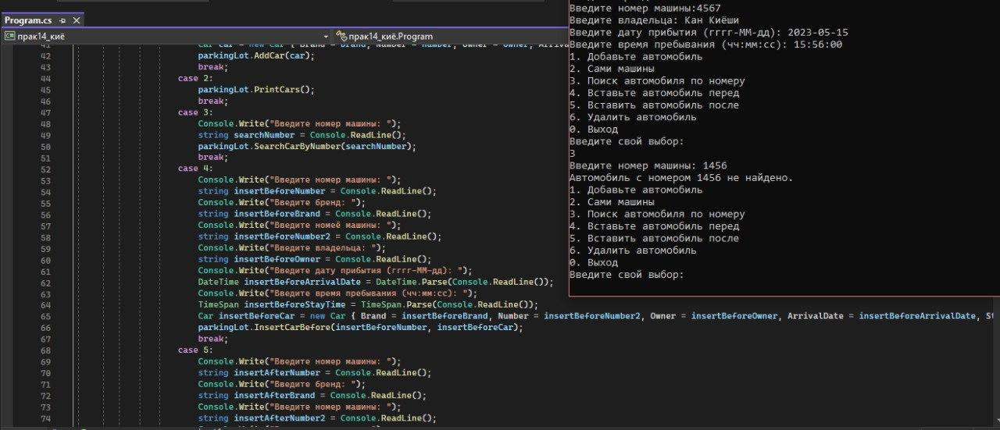 Program.cs
прак14_киё
прак14_киё.Program
42 parkingLot.AddCar(car);
43 break;
44 case 2:
45 parkingLot.PrintCars();
46 break;
47 case 3:
48 Console.Write("Введите номер машины: ");
49 string searchNumber = Console.ReadLine();
50 parkingLot.SearchCarByNumber(searchNumber);
51 break;
52 case 4:
53 Console.Write("Введите номер машины: ");
54 string insertBeforeNumber = Console.ReadLine();
55 Console.Write("Введите бренд: ");
56 string insertBeforeBrand = Console.ReadLine();
57 Console.Write("Введите номеё машины: ");
58 string insertBeforeNumber2 = Console.ReadLine();
59 Console.Write("Введите владельца: ");
60 string insertBeforeOwner = Console.ReadLine();
61 Console.Write("Введите дату прибытия (гггг-ММ-дд): ");
62 DateTime insertBeforeArrivalDate = DateTime.Parse(Console.ReadLine());
63 Console.Write("Введите время пребывания (чч:мм:сс): ");
64 TimeSpan insertBeforeStayTime = TimeSpan.Parse(Console.ReadLine());
65 Car insertBeforeCar = new Car { Brand = insertBeforeBrand, Number = insertBeforeNumber2, Owner = insertBeforeOwner, ArrivalDate = insertBeforeArrivalDate,
66 parkingLot.InsertCarBefore(insertBeforeNumber, insertBeforeCar);
67 break;
68 case 5:
69 Console.Write("Введите номер машины: ");
70 string insertAfterNumber = Console.ReadLine();
71 Console.Write("Введите бренд: ");
72 string insertAfterBrand = Console.ReadLine();
73 Console.Write("Введите номер машины: ");
74 string insertAfterNumber2 = Console.ReadLine();
Введите номер машины:4567
Введите владельца: Кан Киёши
Введите дату прибытия (гггг-ММ-дд): 2023-05-15
Введите время пребывания (чч:мм:сс): 15:56:00
1. Добавьте автомобиль
2. Сами машины
3. Поиск автомобиля по номеру
4. Вставьте автомобиль перед
5. Вставить автомобиль после
6. Удалить автомобиль
0. Выход
Введите свой выбор:
3
Введите номер машины: 1456
Автомобиль с номером 1456 не найдено.
1. Добавьте автомобиль
2. Сами машины
3. Поиск автомобиля по номеру
4. Вставьте автомобиль перед
5. Вставить автомобиль после
6. Удалить автомобиль
0. Выход
Введите свой выбор: